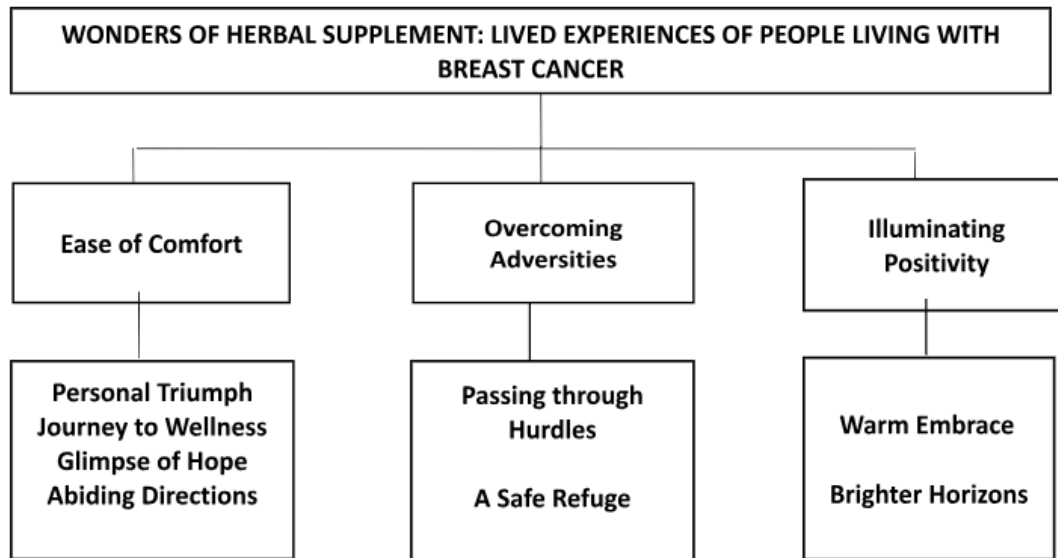 WONDERS OF HERBAL SUPPLEMENT: LIVED EXPERIENCES OF PEOPLE LIVING WITH
BREAST CANCER
Ease of Comfort
Overcoming
Adversities
Illuminating
Positivity
Personal Triumph
Journey to Wellness
Glimpse of Hope
Abiding Directions
Passing through
Hurdles
A Safe Refuge
Warm Embrace
Brighter Horizons